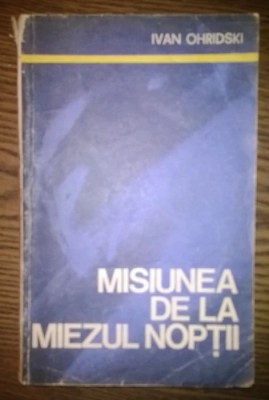 IVAN OHRIDSKI
MISIUNEA
DE LA
MIEZUL NOPȚII